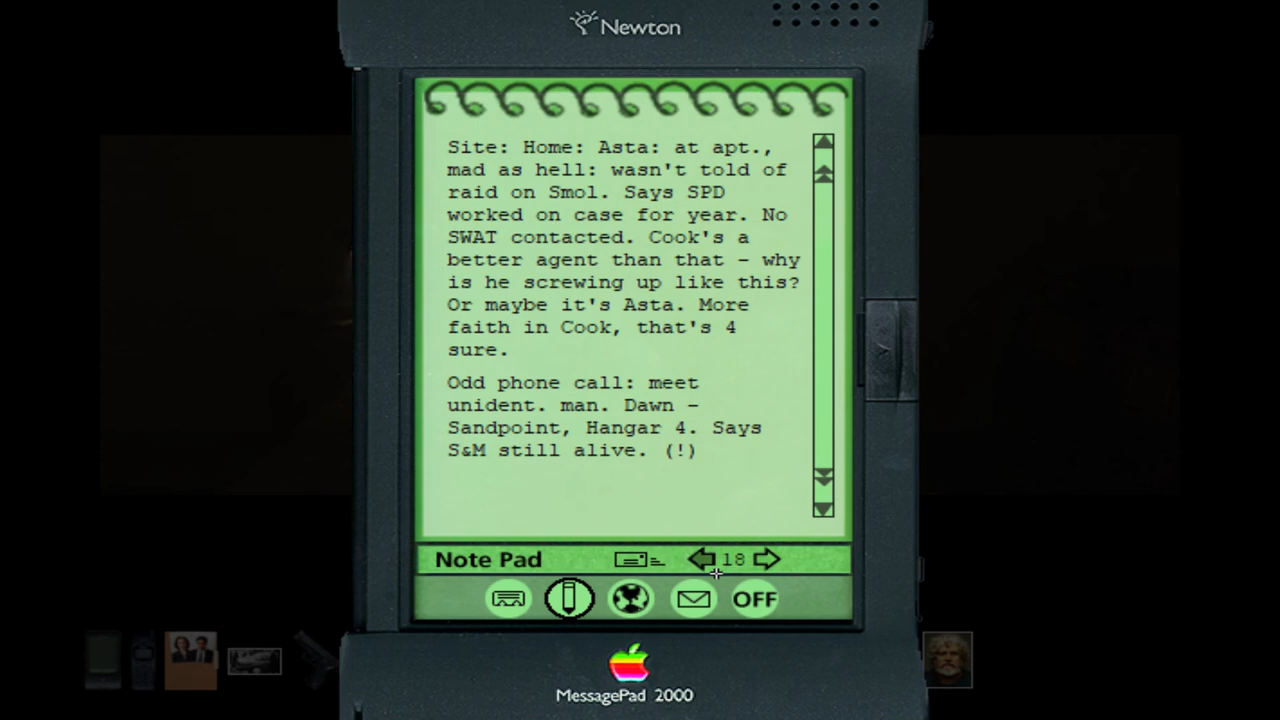 Newton
Site: Home: Asta: at apt.,
mad as hell: wasn't told of
raid on Smol. Says SPD
worked on case for year. No
SWAT contacted. Cook's a
better agent than that - why
is he screwing up like this?
Or maybe it's Asta. More
faith in Cook, that's 4
sure.
Odd phone call: meet
unident. man. Dawn -
Sandpoint, Hangar 4. Says
S&M still alive. (!)
Note Pad 18
OFF
MessagePad 2000